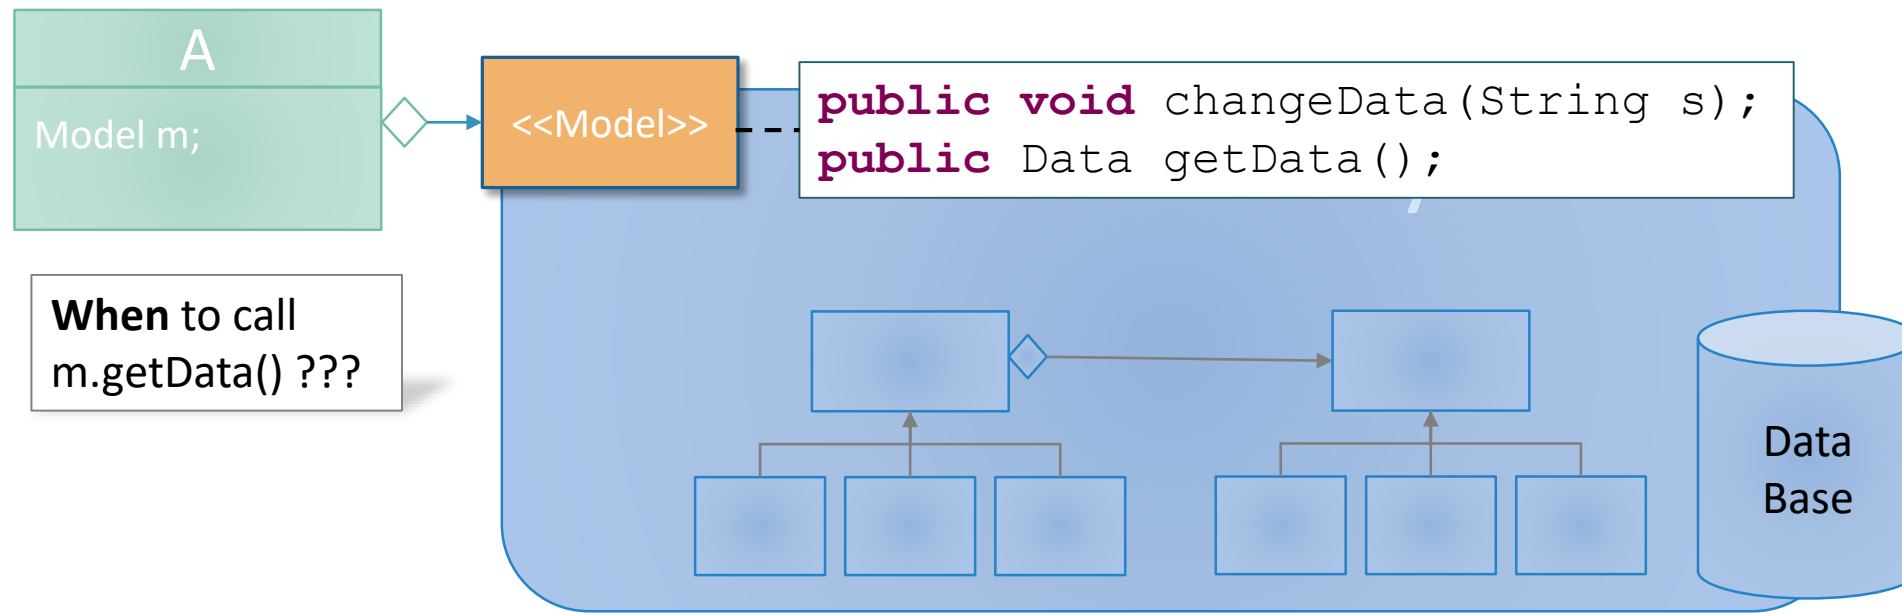 A
Model m;
<<Model>>
public void changeData(String s);
public Data getData();
When to call
m.getData() ???
Data
Base